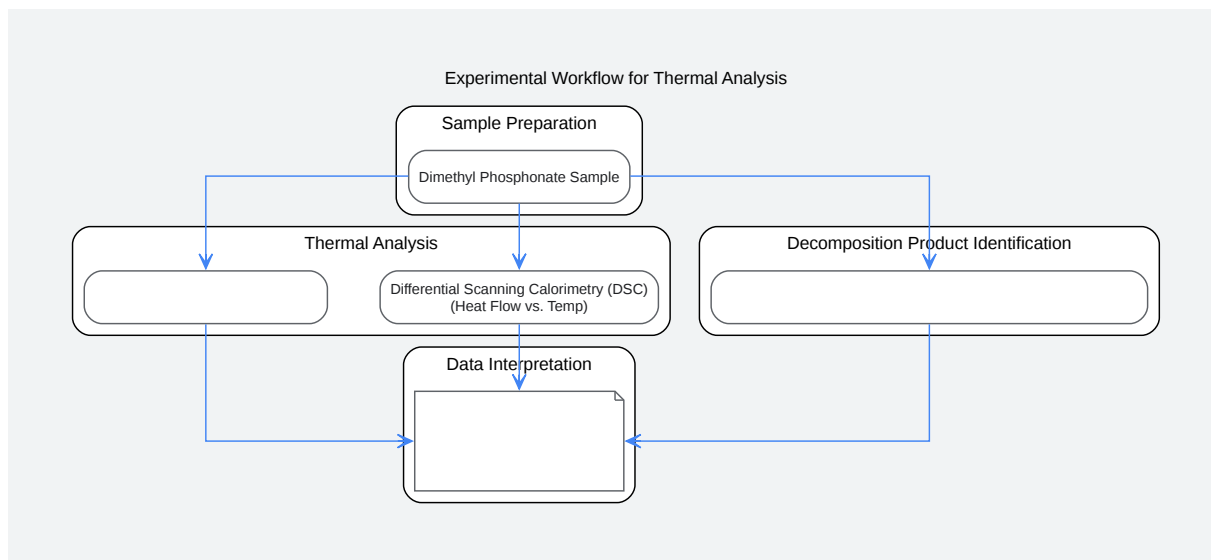 Experimental Workflow for Thermal Analysis
Sample Preparation
Dimethyl Phosphonate Sample
Thermal Analysis
Decomposition Product Identification
Differential Scanning Calorimetry (DSC)
(Heat Flow vs. Temp)
Data Interpretation